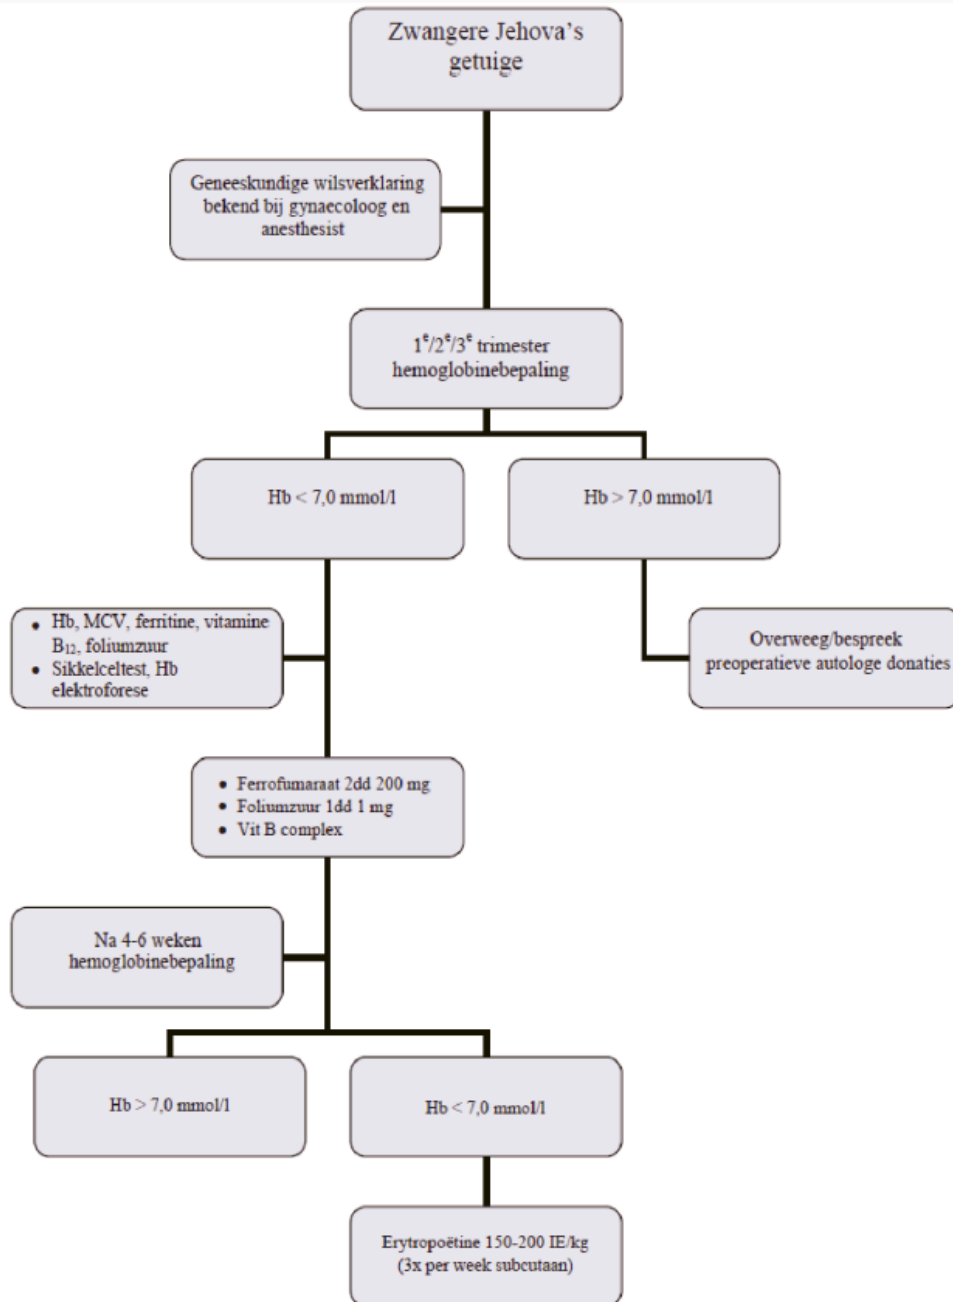 Zwangere Jehova's
getuige
Geneeskundige wilsverklaring
bekend bij gynaecoloog en
anesthesist
1e/2e/3e trimester
hemoglobinebepaling
Hb < 7,0 mmol/l
Hb > 7,0 mmol/l
• Hb, MCV, ferritine, vitamine
B12, foliumzuur
• Sikkelceltest, Hb
elektroforese
Overweeg/bespreek
preoperatieve autologe donaties
• Ferrofumaraat 2dd 200 mg
• Foliumzuur 1dd 1 mg
• Vit B complex
Na 4-6 weken
hemoglobinebepaling
Hb > 7,0 mmol/l
Hb < 7,0 mmol/l
Erytropoëtine 150-200 IE/kg
(3x per week subcutaan)